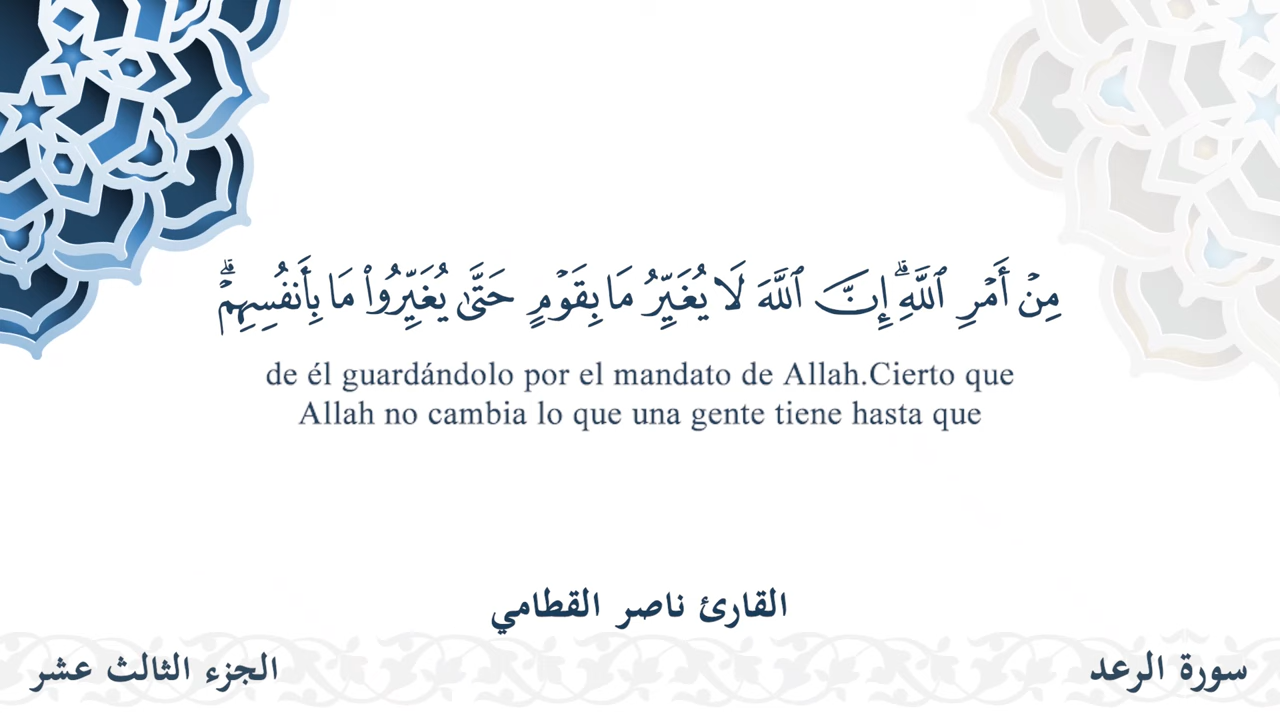 مِنۡ أَمۡرِ ٱللَّهِۗ إِنَّ ٱللَّهَ لَا يُغَيِّرُ مَا بِقَوۡمٍ حَتَّىٰ يُغَيِّرُواْ مَا بِأَنفُسِهِمۡۗ
de él guardándolo por el mandato de Allah.Cierto que
Allah no cambia lo que una gente tiene hasta que
القارئ ناصر القطامي
سورة الرعد
الجزء الثالث عشر